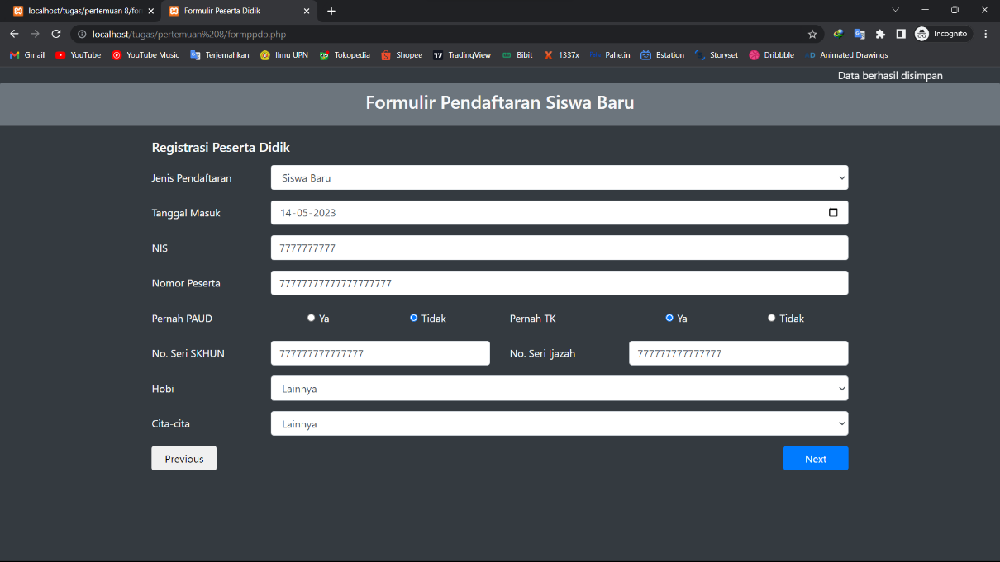 localhost/tugas/pertemuan 8/for
Formulir Peserta Didik
localhost/tugas/pertemuan%208/formppdb.php
Incognito
Gmail YouTube YouTube Music Terjemahkan Ilmu UPN Tokopedia Shopee TradingView Bibit 1337x Pahe.in Bstation Storyset Dribbble Animated Drawings
Data berhasil disimpan
Formulir Pendaftaran Siswa Baru
Registrasi Peserta Didik
Jenis Pendaftaran Siswa Baru
Tanggal Masuk 14-05-2023
NIS 7777777777
Nomor Peserta 77777777777777777777
Pernah PAUD Ya Tidak Pernah TK Ya Tidak
No. Seri SKHUN 777777777777777 No. Seri Ijazah 777777777777777
Hobi Lainnya
Cita-cita Lainnya
Previous Next